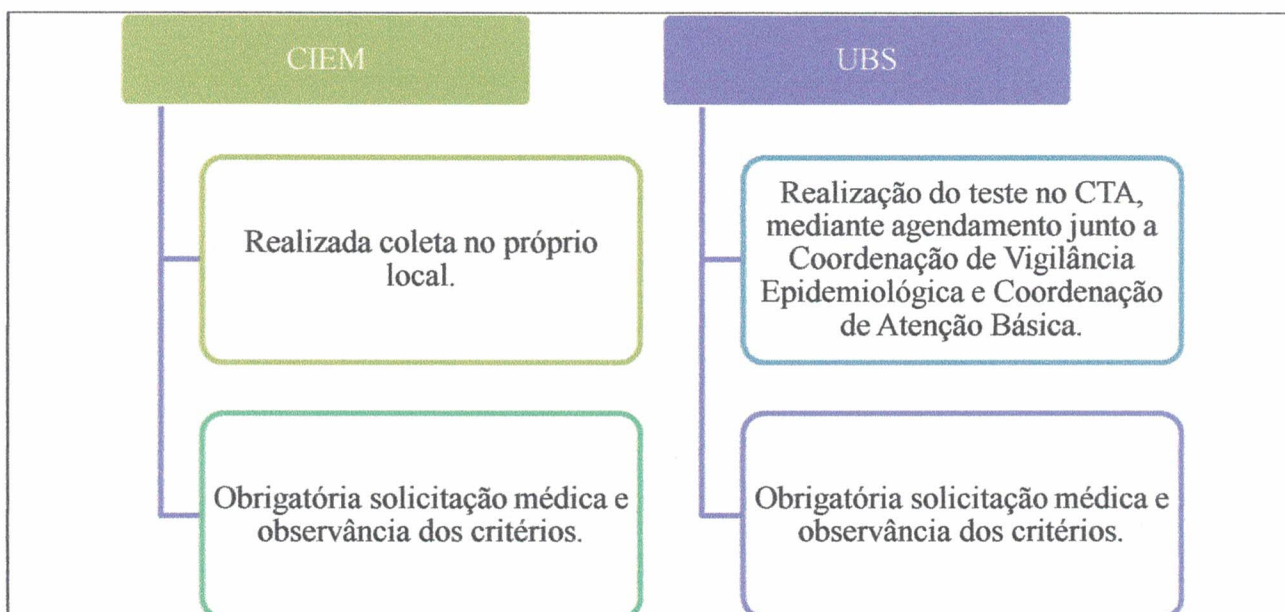 CIEM
Realizada coleta no próprio
local.
Obrigatória solicitação médica e
observância dos critérios.
UBS
Realização do teste no CTA,
mediante agendamento junto a
Coordenação de Vigilância
Epidemiológica e Coordenação
de Atenção Básica.
Obrigatória solicitação médica e
observância dos critérios.